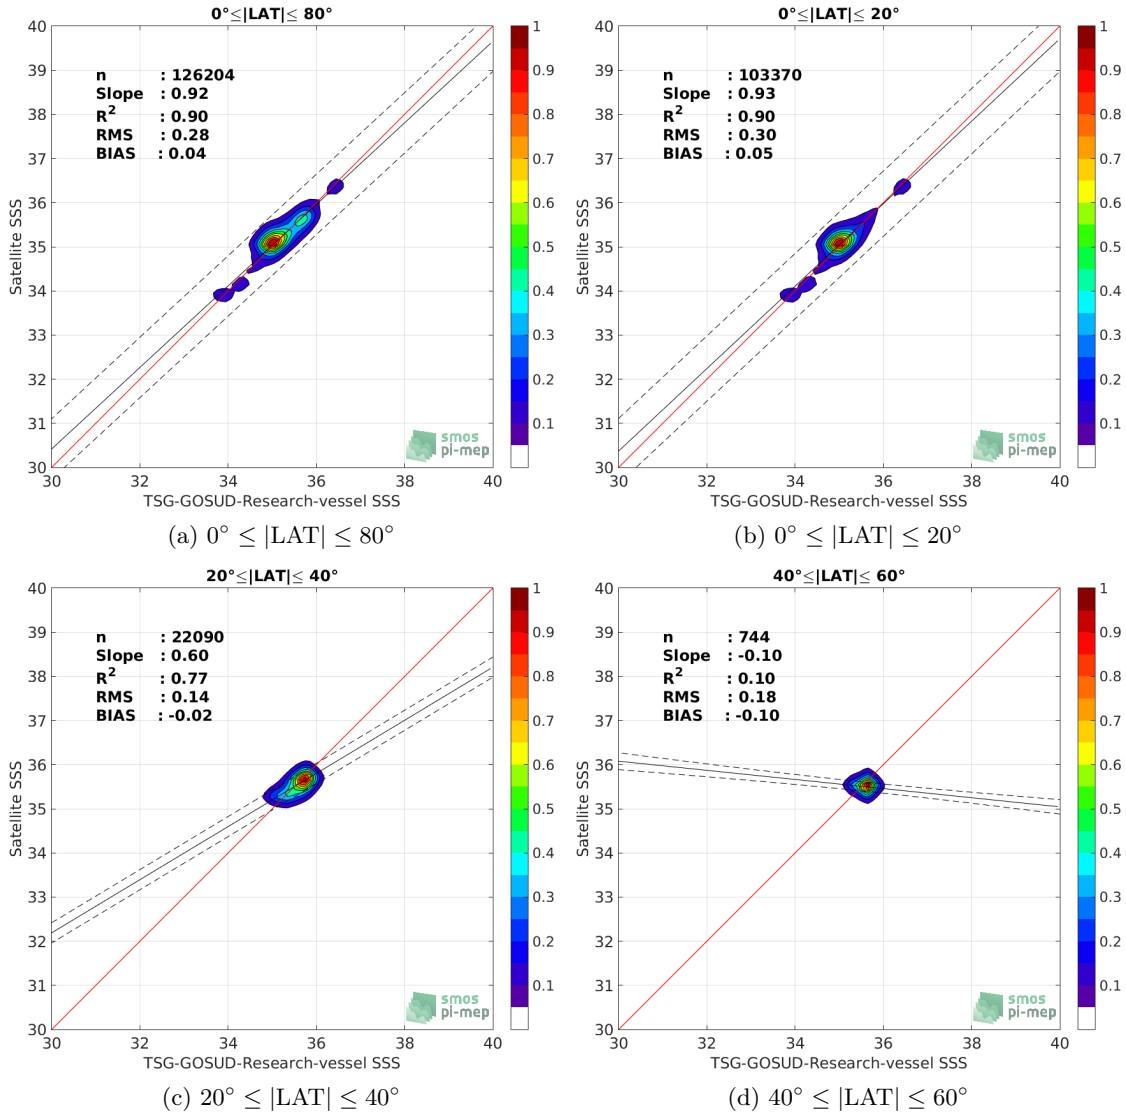 0°≤|LAT|≤ 80°
40
39
38
37
36
35
34
33
32
31
30
Satellite SSS
n : 126204
Slope : 0.92
R² : 0.90
RMS : 0.28
BIAS : 0.04
smos
pi-mep
30 32 34 36 38 40
TSG-GOSUD-Research-vessel SSS
1
0.9
0.8
0.7
0.6
0.5
0.4
0.3
0.2
0.1
(a) 0° ≤ |LAT| ≤ 80°
0°≤|LAT|≤ 20°
40
39
38
37
36
35
34
33
32
31
30
Satellite SSS
n : 103370
Slope : 0.93
R² : 0.90
RMS : 0.30
BIAS : 0.05
smos
pi-mep
30 32 34 36 38 40
TSG-GOSUD-Research-vessel SSS
1
0.9
0.8
0.7
0.6
0.5
0.4
0.3
0.2
0.1
(b) 0° ≤ |LAT| ≤ 20°
20°≤|LAT|≤ 40°
40
39
38
37
36
35
34
33
32
31
30
Satellite SSS
n : 22090
Slope : 0.60
R² : 0.77
RMS : 0.14
BIAS : -0.02
smos
pi-mep
30 32 34 36 38 40
TSG-GOSUD-Research-vessel SSS
1
0.9
0.8
0.7
0.6
0.5
0.4
0.3
0.2
0.1
(c) 20° ≤ |LAT| ≤ 40°
40°≤|LAT|≤ 60°
40
39
38
37
36
35
34
33
32
31
30
Satellite SSS
n : 744
Slope : -0.10
R² : 0.10
RMS : 0.18
BIAS : -0.10
smos
pi-mep
30 32 34 36 38 40
TSG-GOSUD-Research-vessel SSS
1
0.9
0.8
0.7
0.6
0.5
0.4
0.3
0.2
0.1
(d) 40° ≤ |LAT| ≤ 60°